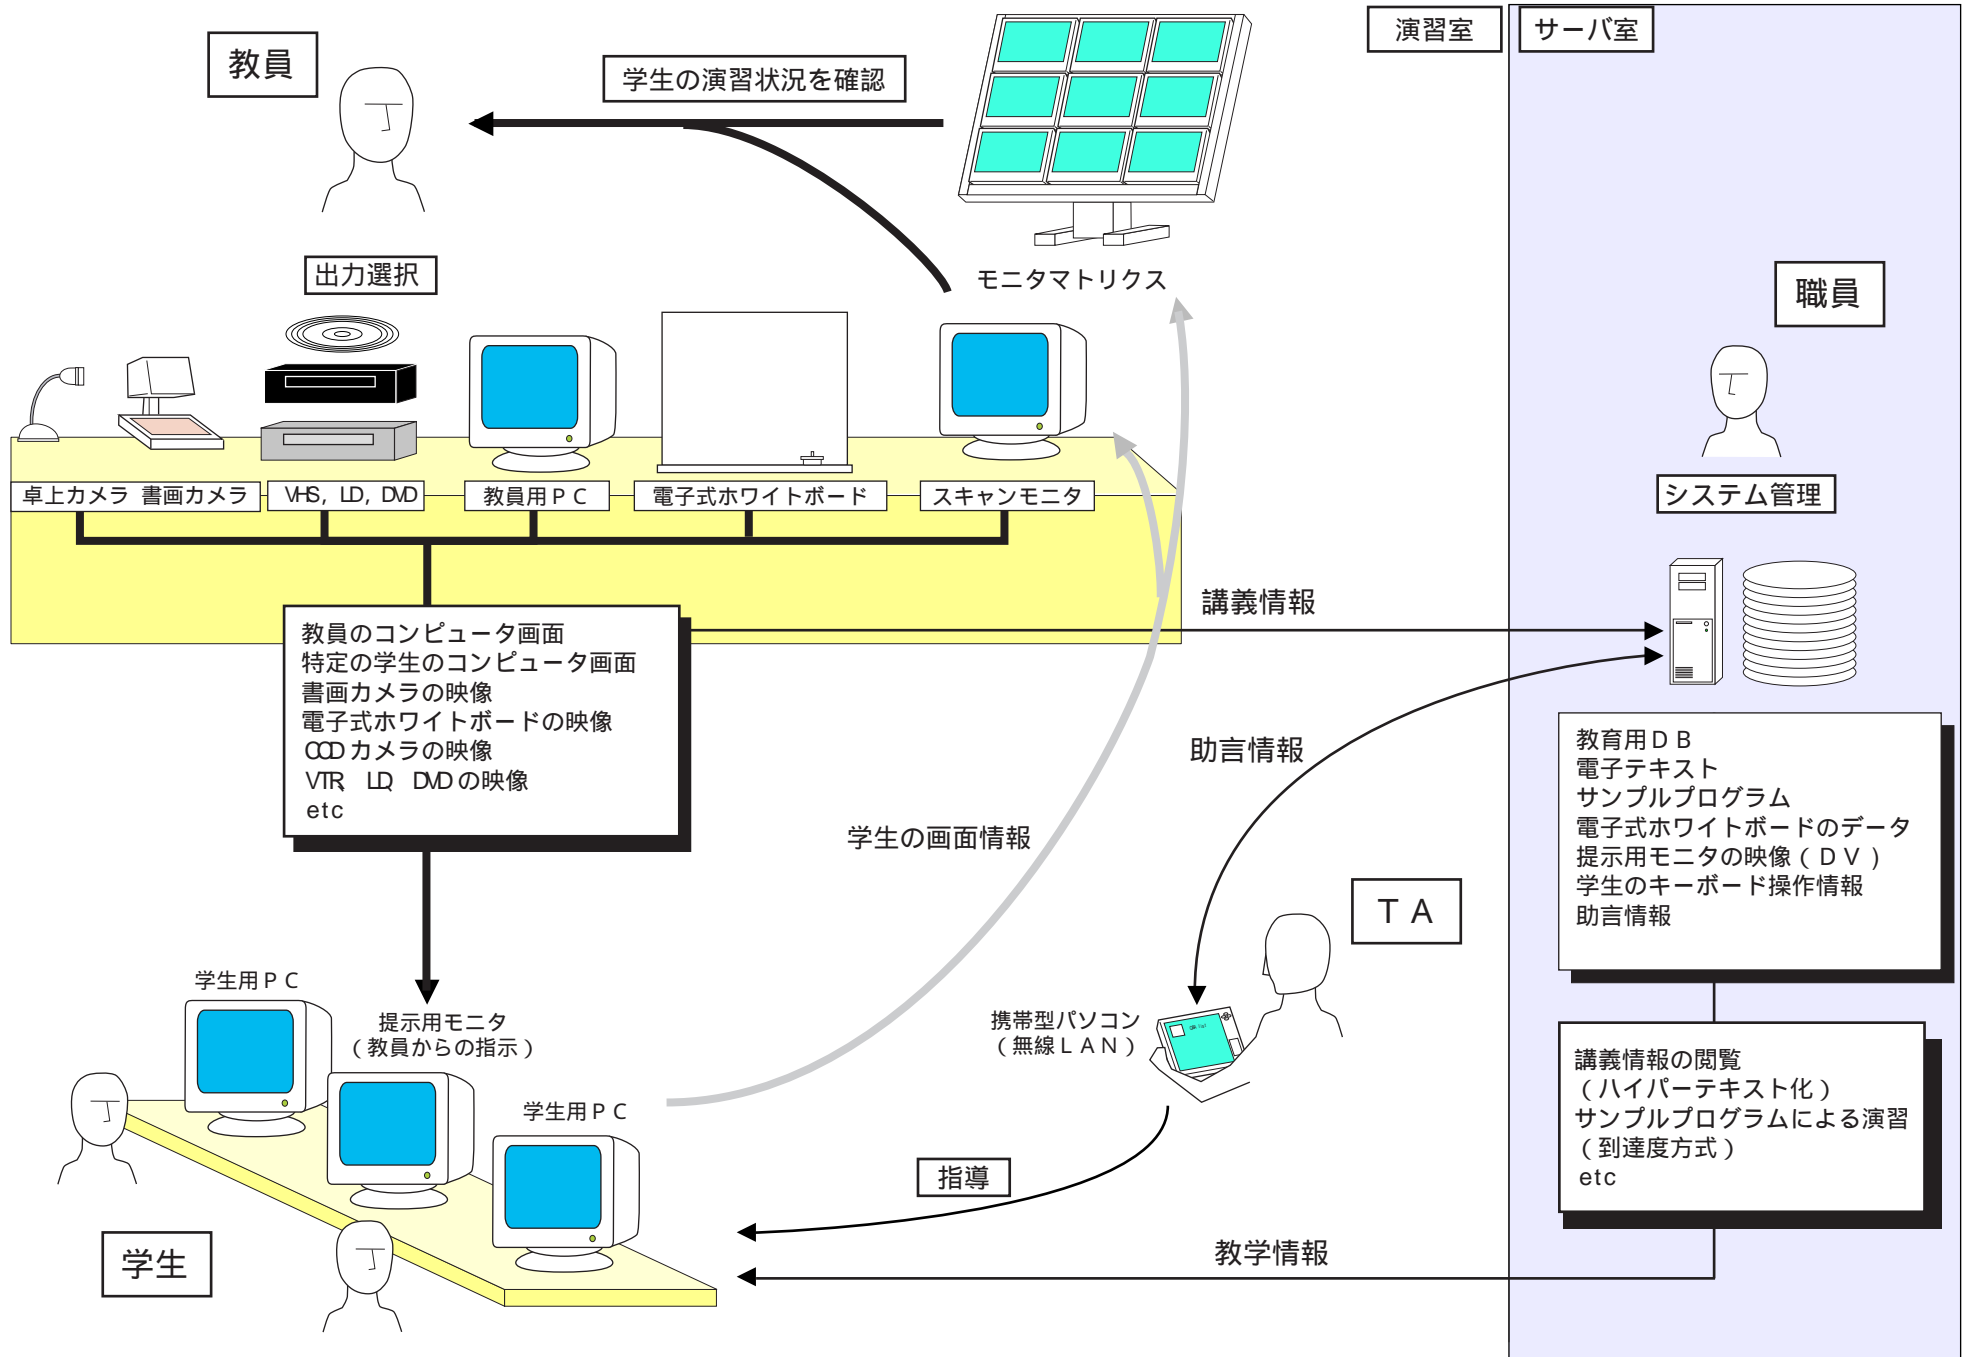 教員
学生の演習状況を確認
演習室
サーバ室
出力選択
モニタマトリクス
職員
システム管理
卓上カメラ 書画カメラ
VHS, LD, DVD
教員用ＰＣ
電子式ホワイトボード
スキャンモニタ
講義情報
教員のコンピュータ画面
特定の学生のコンピュータ画面
書画カメラの映像
電子式ホワイトボードの映像
CCDカメラの映像
VTR, LD, DVDの映像
etc
助言情報
学生の画面情報
教育用ＤＢ
電子テキスト
サンプルプログラム
電子式ホワイトボードのデータ
提示用モニタの映像（ＤＶ）
学生のキーボード操作情報
助言情報
ＴＡ
学生用ＰＣ
提示用モニタ
（教員からの指示）
学生用ＰＣ
携帯型パソコン
（無線ＬＡＮ）
講義情報の閲覧
（ハイパーテキスト化）
サンプルプログラムによる演習
（到達度方式）
etc
指導
教学情報
学生